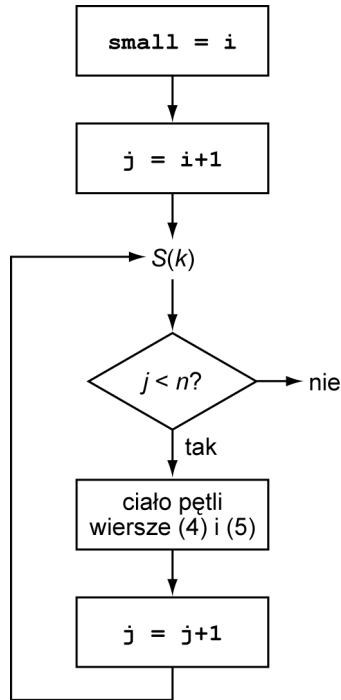 small = i
j = i+1
S(k)
j < n?
nie
tak
ciało pętli
wiersze (4) i (5)
j = j+1